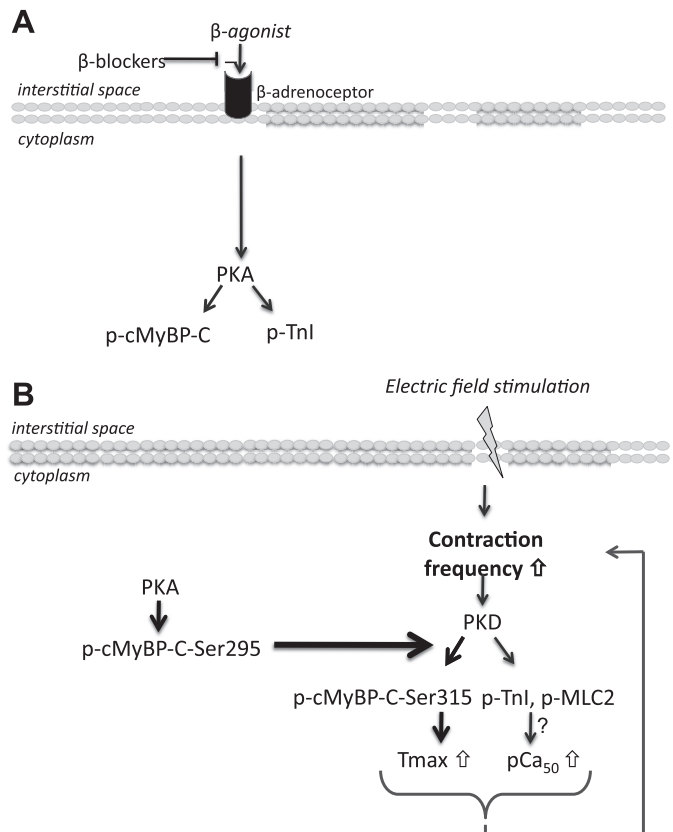 A
β-agonist
β-blockers
interstitial space
β-adrenoceptor
cytoplasm
PKA
p-cMyBP-C
p-TnI
B
Electric field stimulation
interstitial space
cytoplasm
Contraction
frequency ⇧
PKA
PKD
p-cMyBP-C-Ser295
p-cMyBP-C-Ser315
p-TnI, p-MLC2
?
Tmax ⇧
pCa50 ⇧